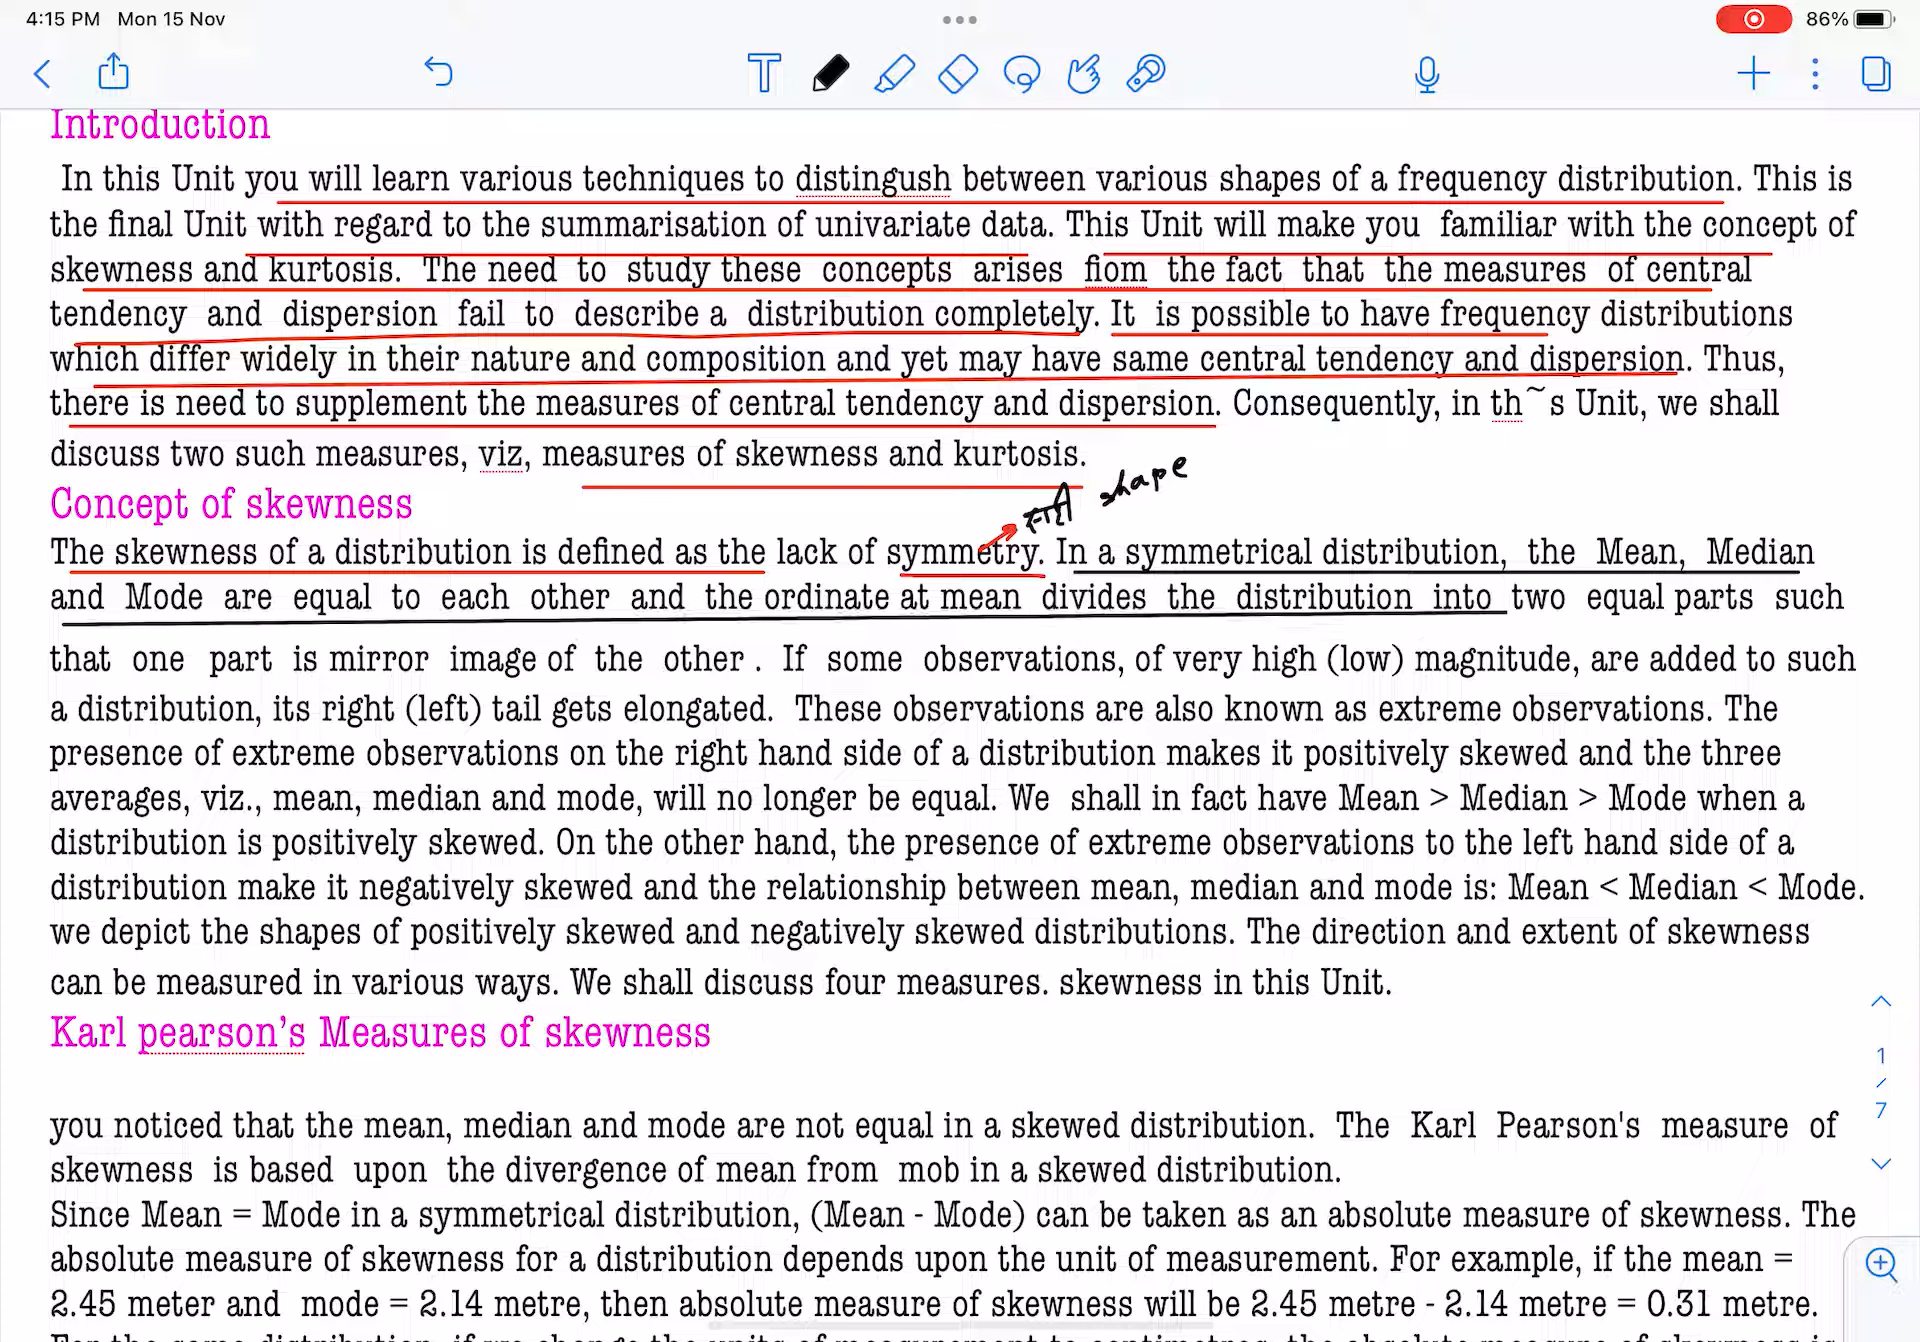 4:15 PM Mon 15 Nov
86%
Introduction
In this Unit you will learn various techniques to distingush between various shapes of a frequency distribution. This is
the final Unit with regard to the summarisation of univariate data. This Unit will make you familiar with the concept of
skewness and kurtosis. The need to study these concepts arises fiom the fact that the measures of central
tendency and dispersion fail to describe a distribution completely. It is possible to have frequency distributions
which differ widely in their nature and composition and yet may have same central tendency and dispersion. Thus,
there is need to supplement the measures of central tendency and dispersion. Consequently, in th~s Unit, we shall
discuss two such measures, viz, measures of skewness and kurtosis.
shape
Concept of skewness
The skewness of a distribution is defined as the lack of symmetry. In a symmetrical distribution, the Mean, Median
and Mode are equal to each other and the ordinate at mean divides the distribution into two equal parts such
that one part is mirror image of the other . If some observations, of very high (low) magnitude, are added to such
a distribution, its right (left) tail gets elongated. These observations are also known as extreme observations. The
presence of extreme observations on the right hand side of a distribution makes it positively skewed and the three
averages, viz., mean, median and mode, will no longer be equal. We shall in fact have Mean > Median > Mode when a
distribution is positively skewed. On the other hand, the presence of extreme observations to the left hand side of a
distribution make it negatively skewed and the relationship between mean, median and mode is: Mean < Median < Mode.
we depict the shapes of positively skewed and negatively skewed distributions. The direction and extent of skewness
can be measured in various ways. We shall discuss four measures. skewness in this Unit.
Karl pearson's Measures of skewness
1
/
7
you noticed that the mean, median and mode are not equal in a skewed distribution. The Karl Pearson's measure of
skewness is based upon the divergence of mean from mob in a skewed distribution.
Since Mean = Mode in a symmetrical distribution, (Mean - Mode) can be taken as an absolute measure of skewness. The
absolute measure of skewness for a distribution depends upon the unit of measurement. For example, if the mean =
2.45 meter and mode = 2.14 metre, then absolute measure of skewness will be 2.45 metre - 2.14 metre = 0.31 metre.